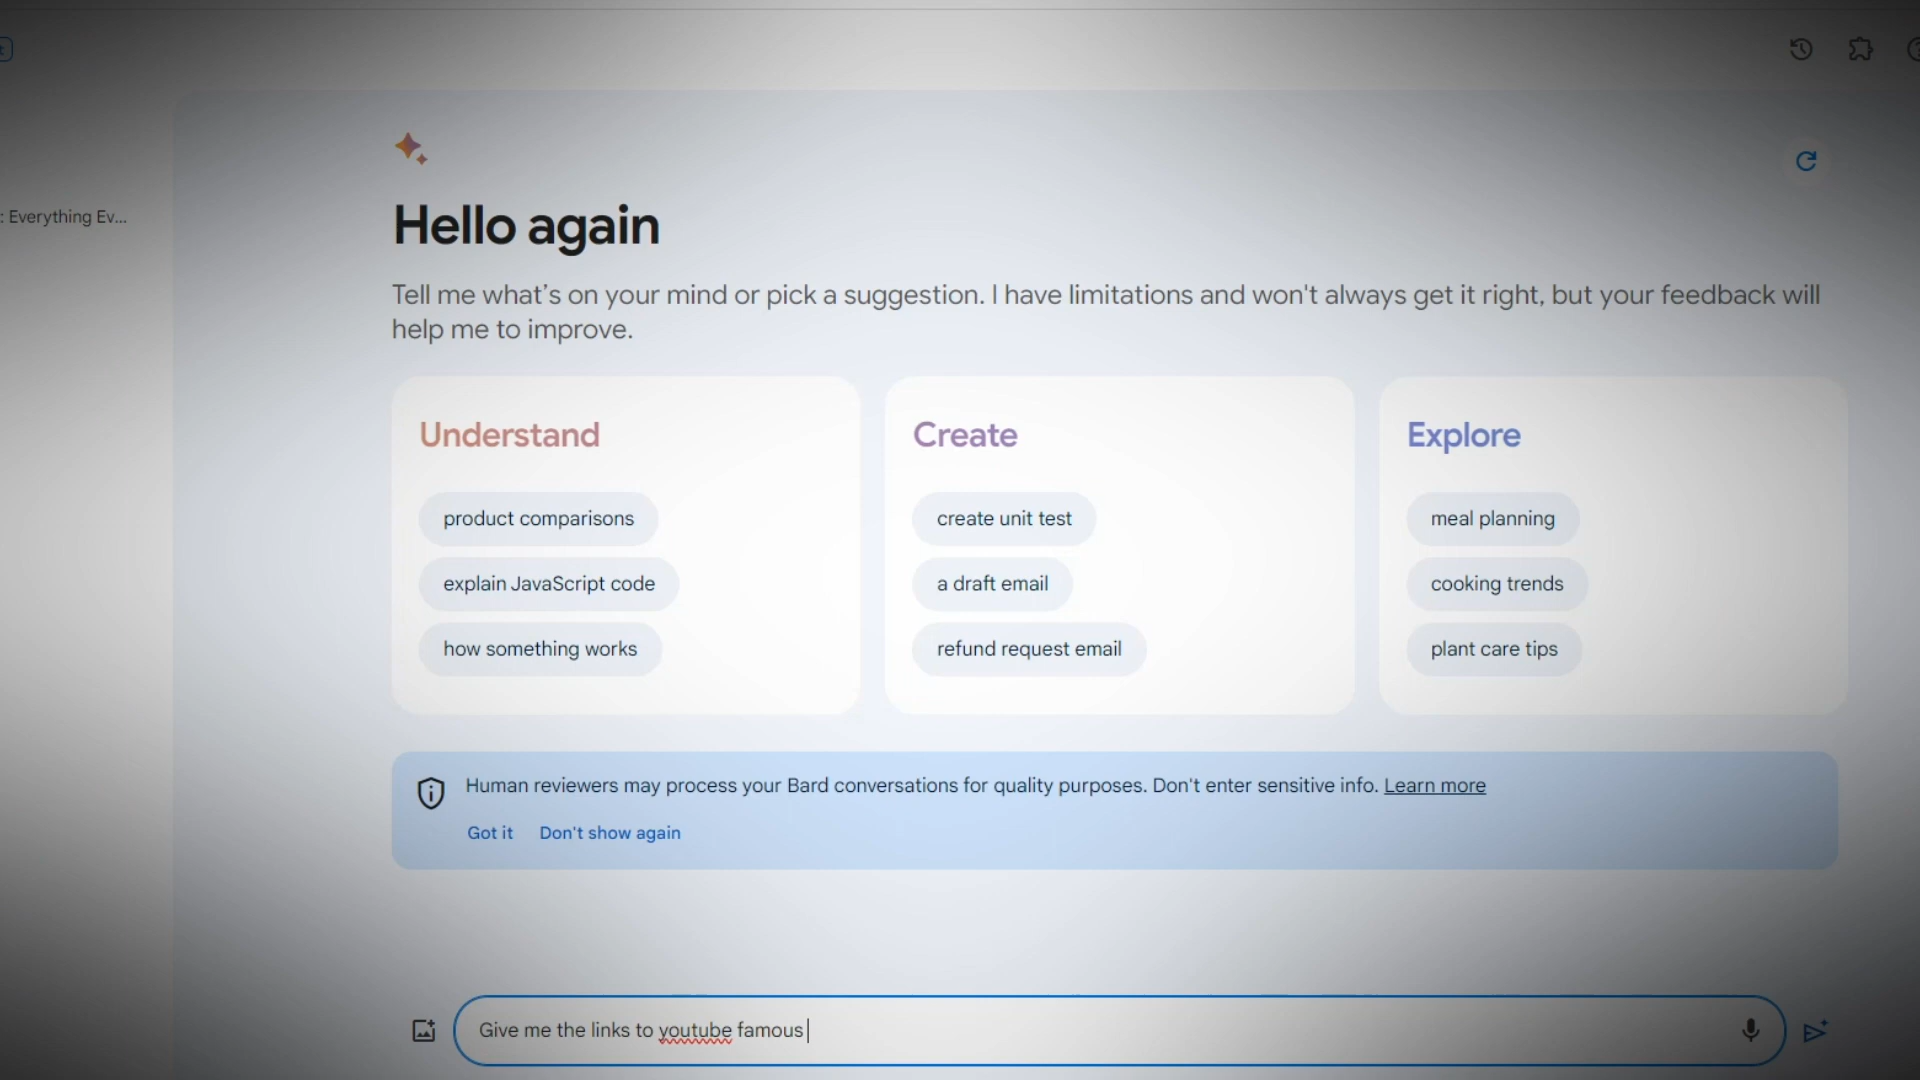 t
: Everything Ev...
Hello again
Tell me what's on your mind or pick a suggestion. I have limitations and won't always get it right, but your feedback will
help me to improve.
Understand
product comparisons
explain JavaScript code
how something works
Create
create unit test
a draft email
refund request email
Explore
meal planning
cooking trends
plant care tips
Human reviewers may process your Bard conversations for quality purposes. Don't enter sensitive info. Learn more
Got it Don't show again
Give me the links to youtube famous